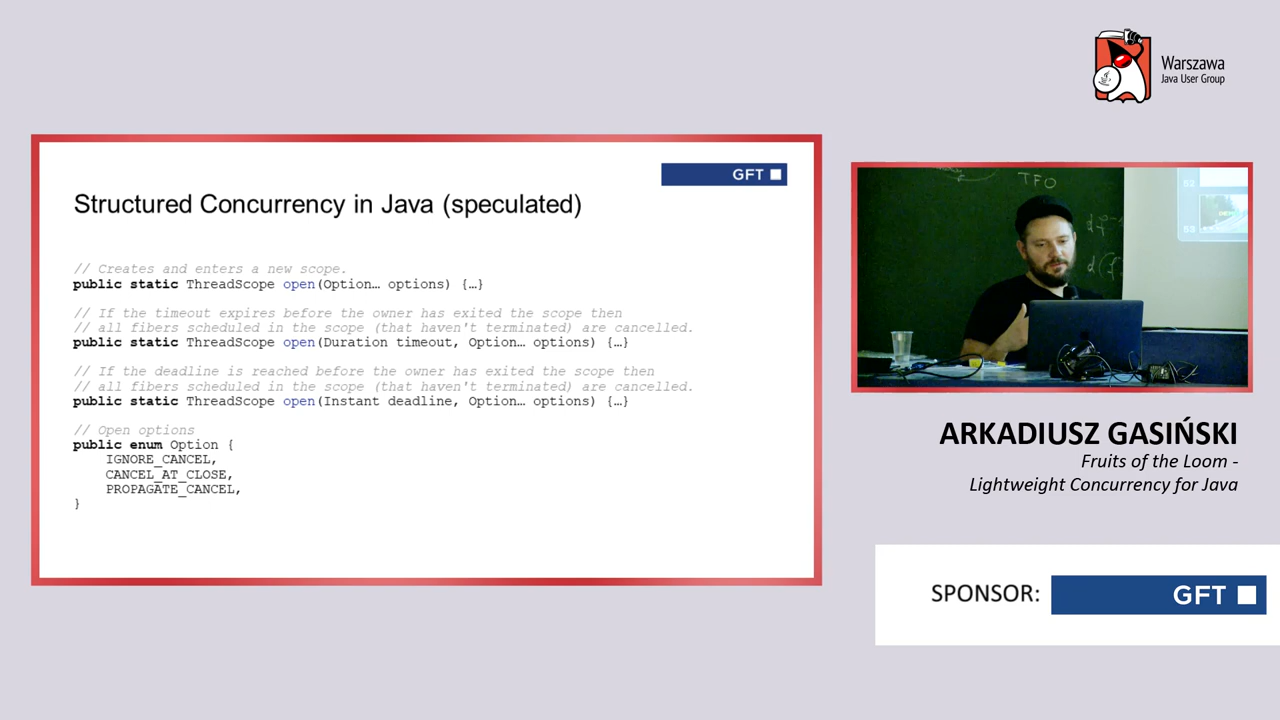 Warszawa
Java User Group
GFT
Structured Concurrency in Java (speculated)
// Creates and enters a new scope.
public static ThreadScope open(Option… options) {…}
// If the timeout expires before the owner has exited the scope then
// all fibers scheduled in the scope (that haven't terminated) are cancelled.
public static ThreadScope open(Duration timeout, Option… options) {…}
// If the deadline is reached before the owner has exited the scope then
// all fibers scheduled in the scope (that haven't terminated) are cancelled.
public static ThreadScope open(Instant deadline, Option… options) {…}
// Open options
public enum Option {
IGNORE_CANCEL,
CANCEL_AT_CLOSE,
PROPAGATE_CANCEL,
}
TFO
52
53
ARKADIUSZ GASIŃSKI
Fruits of the Loom -
Lightweight Concurrency for Java
SPONSOR: GFT